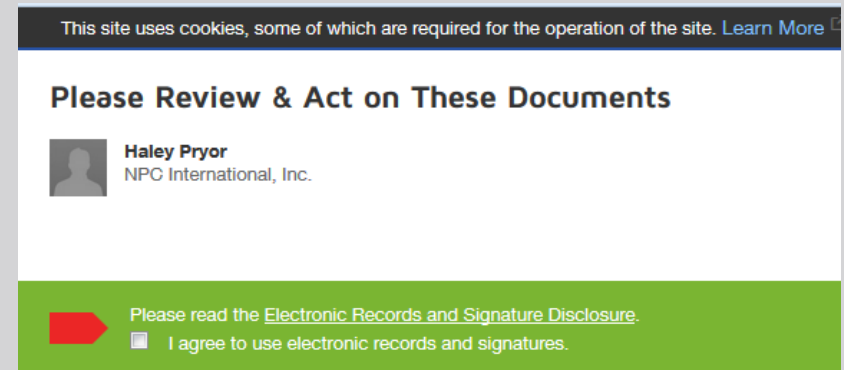 This site uses cookies, some of which are required for the operation of the site. Learn More
Please Review & Act on These Documents
Haley Pryor
NPC International, Inc.
Please read the Electronic Records and Signature Disclosure.
I agree to use electronic records and signatures.